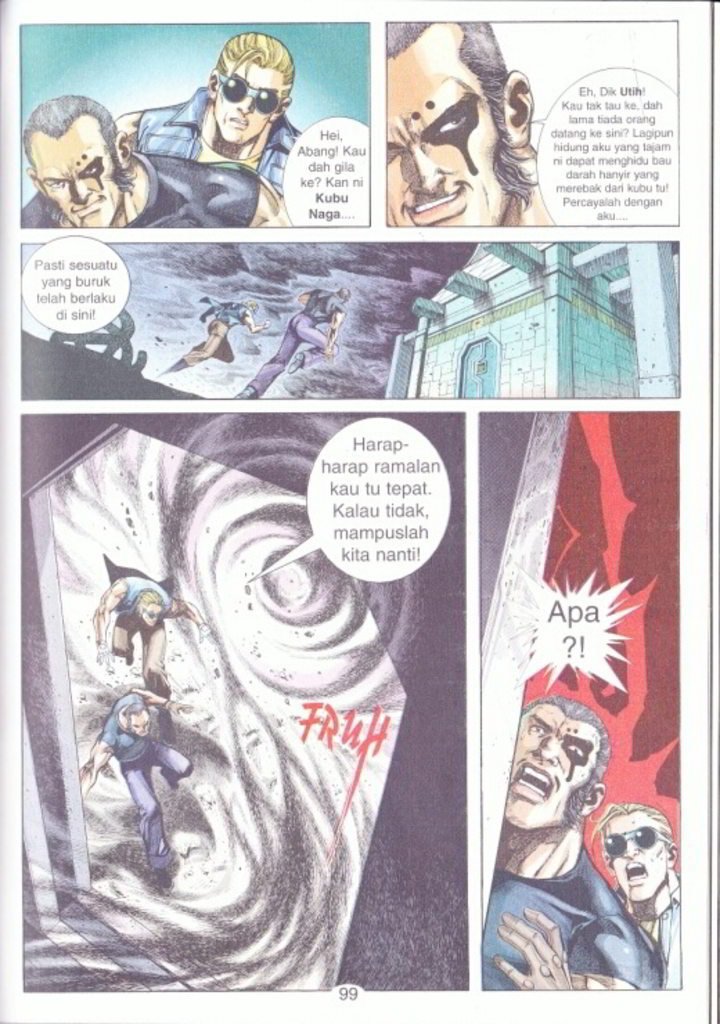 Hei,
Abang! Kau
dah gila
ke? Kan ni
Kubu
Naga....
Eh, Dik Utih!
Kau tak tau ke, dah
lama tiada orang
datang ke sini? Lagipun
hidung aku yang tajam
ni dapat menghidu bau
darah hanyir yang
merebak dari kubu tu!
Percayalah dengan
aku....
Pasti sesuatu
yang buruk
telah berlaku
di sini!
Harap-
harap ramalan
kau tu tepat.
Kalau tidak,
mampuslah
kita nanti!
FRUH
Apa
?!
99